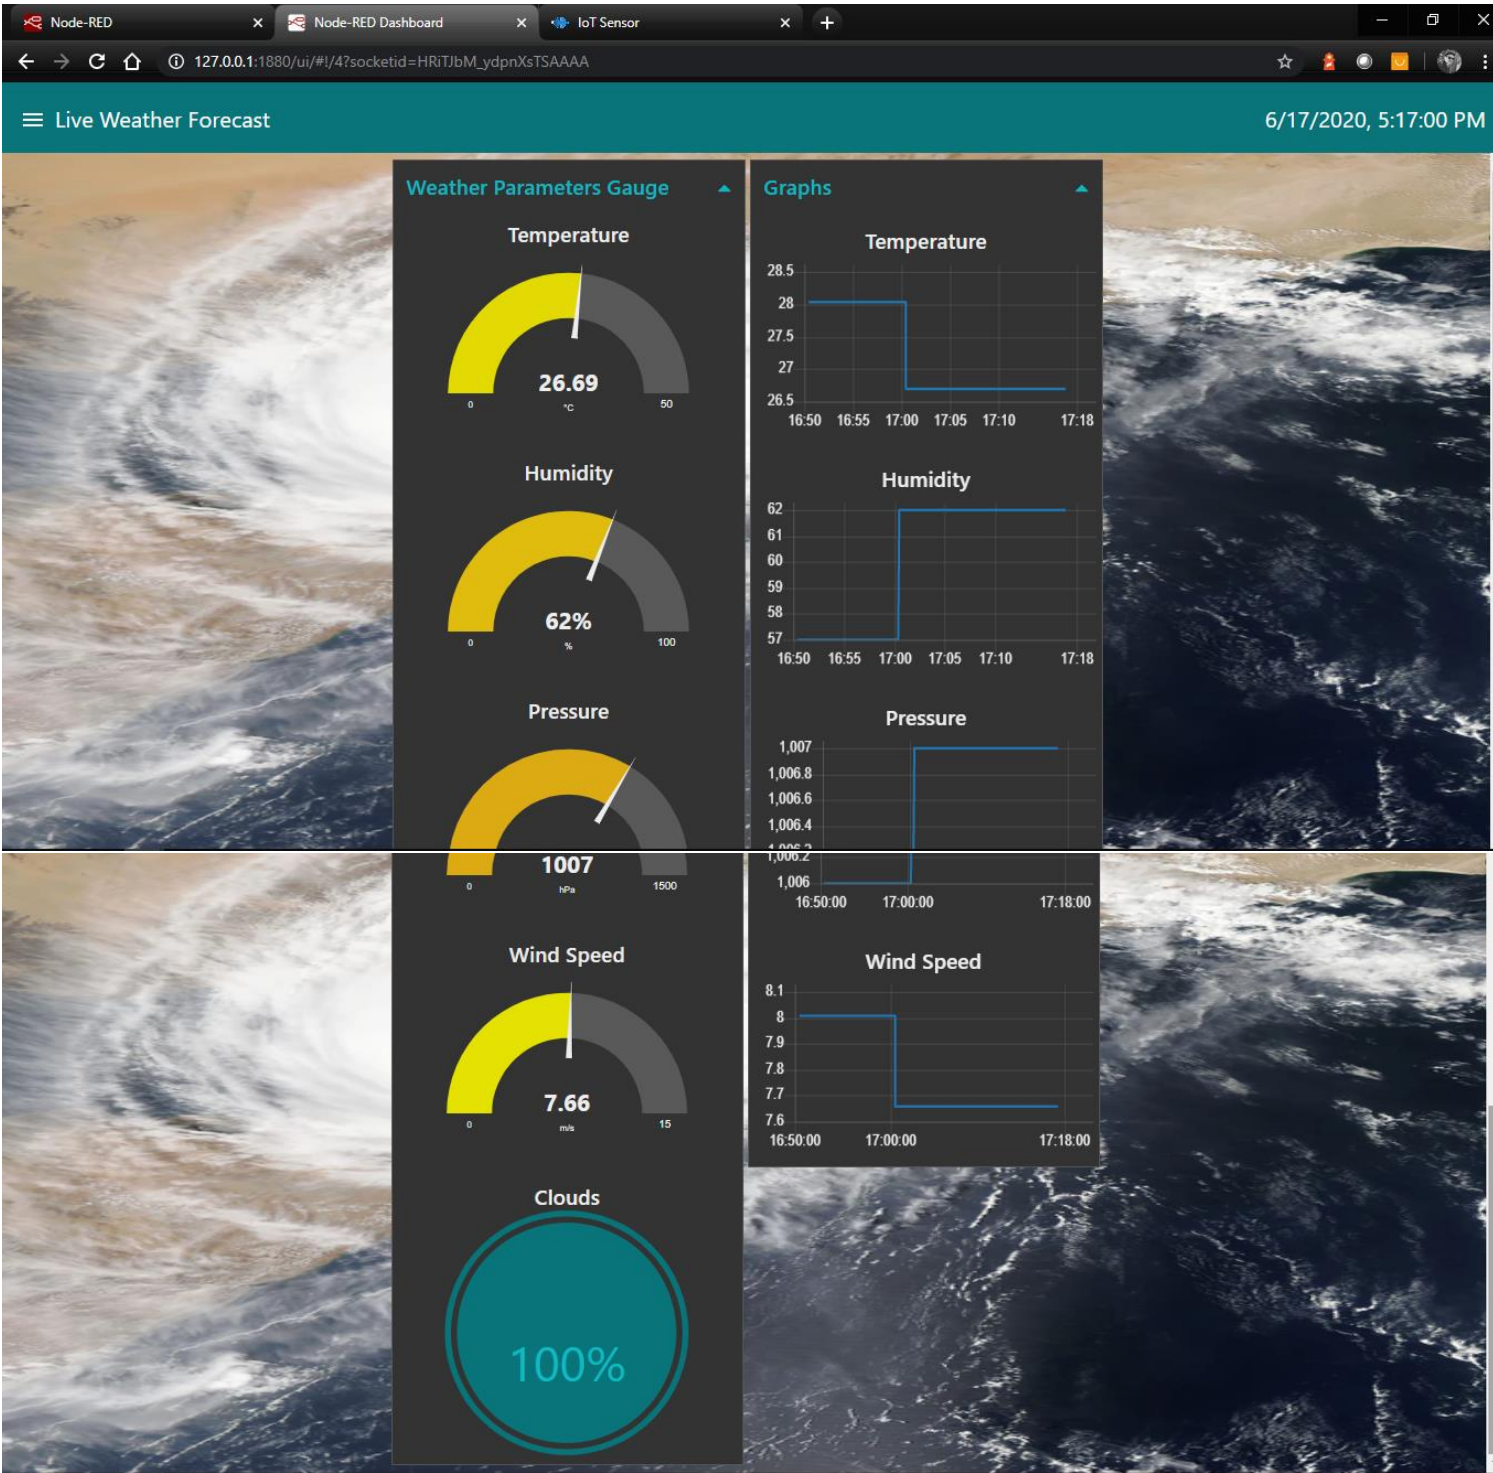 Node-RED
Node-RED Dashboard
IoT Sensor
127.0.0.1:1880/ui/#!/4?socketid=HRiTJbM_ydpnXsTSAAAA
Live Weather Forecast
6/17/2020, 5:17:00 PM
Weather Parameters Gauge
Temperature
26.69
0 °C 50
Humidity
62%
0 % 100
Pressure
1007
0 hPa 1500
Wind Speed
7.66
0 m/s 15
Clouds
100%
Graphs
Temperature
28.5
28
27.5
27
26.5
16:50 16:55 17:00 17:05 17:10 17:18
Humidity
62
61
60
59
58
57
16:50 16:55 17:00 17:05 17:10 17:18
Pressure
1,007
1,006.8
1,006.6
1,006.4
1,006.2
1,006.2
1,006
16:50:00 17:00:00 17:18:00
Wind Speed
8.1
8
7.9
7.8
7.7
7.6
16:50:00 17:00:00 17:18:00